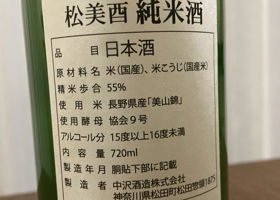 松美酉 純米酒
品目 日本酒
原材料名 米（国産）、米こうじ（国産米）
精米歩合 55%
使用米 長野県産「美山錦」
使用酵母 協会９号
アルコール分 15度以上16度未満
内容量 720ml
製造年月 胴貼下部に記載
製造者 中沢酒造株式会社
神奈川県松田町松田惣領1875